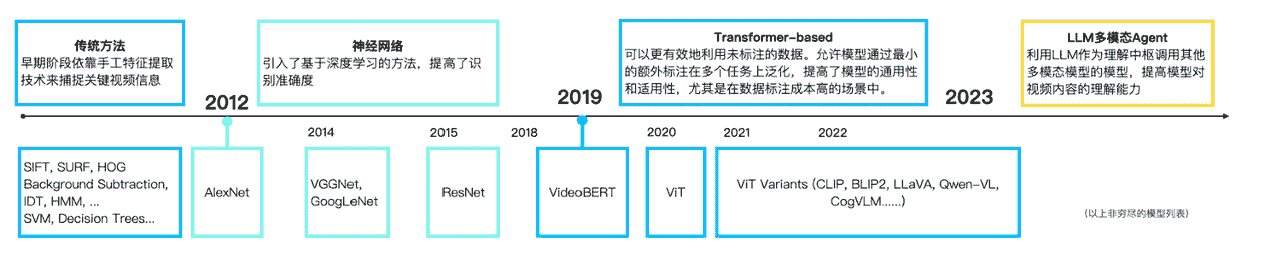 传统方法
早期阶段依靠手工特征提取
技术来捕捉关键视频信息
神经网络
引入了基于深度学习的方法，提高了识
别准确度
Transformer-based
可以更有效地利用未标注的数据。允许模型通过最小
的额外标注在多个任务上泛化，提高了模型的通用性
和适用性，尤其是在数据标注成本高的场景中。
LLM多模态Agent
利用LLM作为理解中枢调用其他
多模态模型的模型，提高模型对
视频内容的理解能力
2012
2019
2023
2014
2015
2018
2020
2021
2022
SIFT, SURF, HOG
Background Subtraction,
IDT, HMM, ...
SVM, Decision Trees...
AlexNet
VGGNet,
GoogLeNet
ResNet
VideoBERT
ViT
ViT Variants (CLIP, BLIP2, LLaVA, Qwen-VL,
CogVLM......)
(以上非穷尽的模型列表)